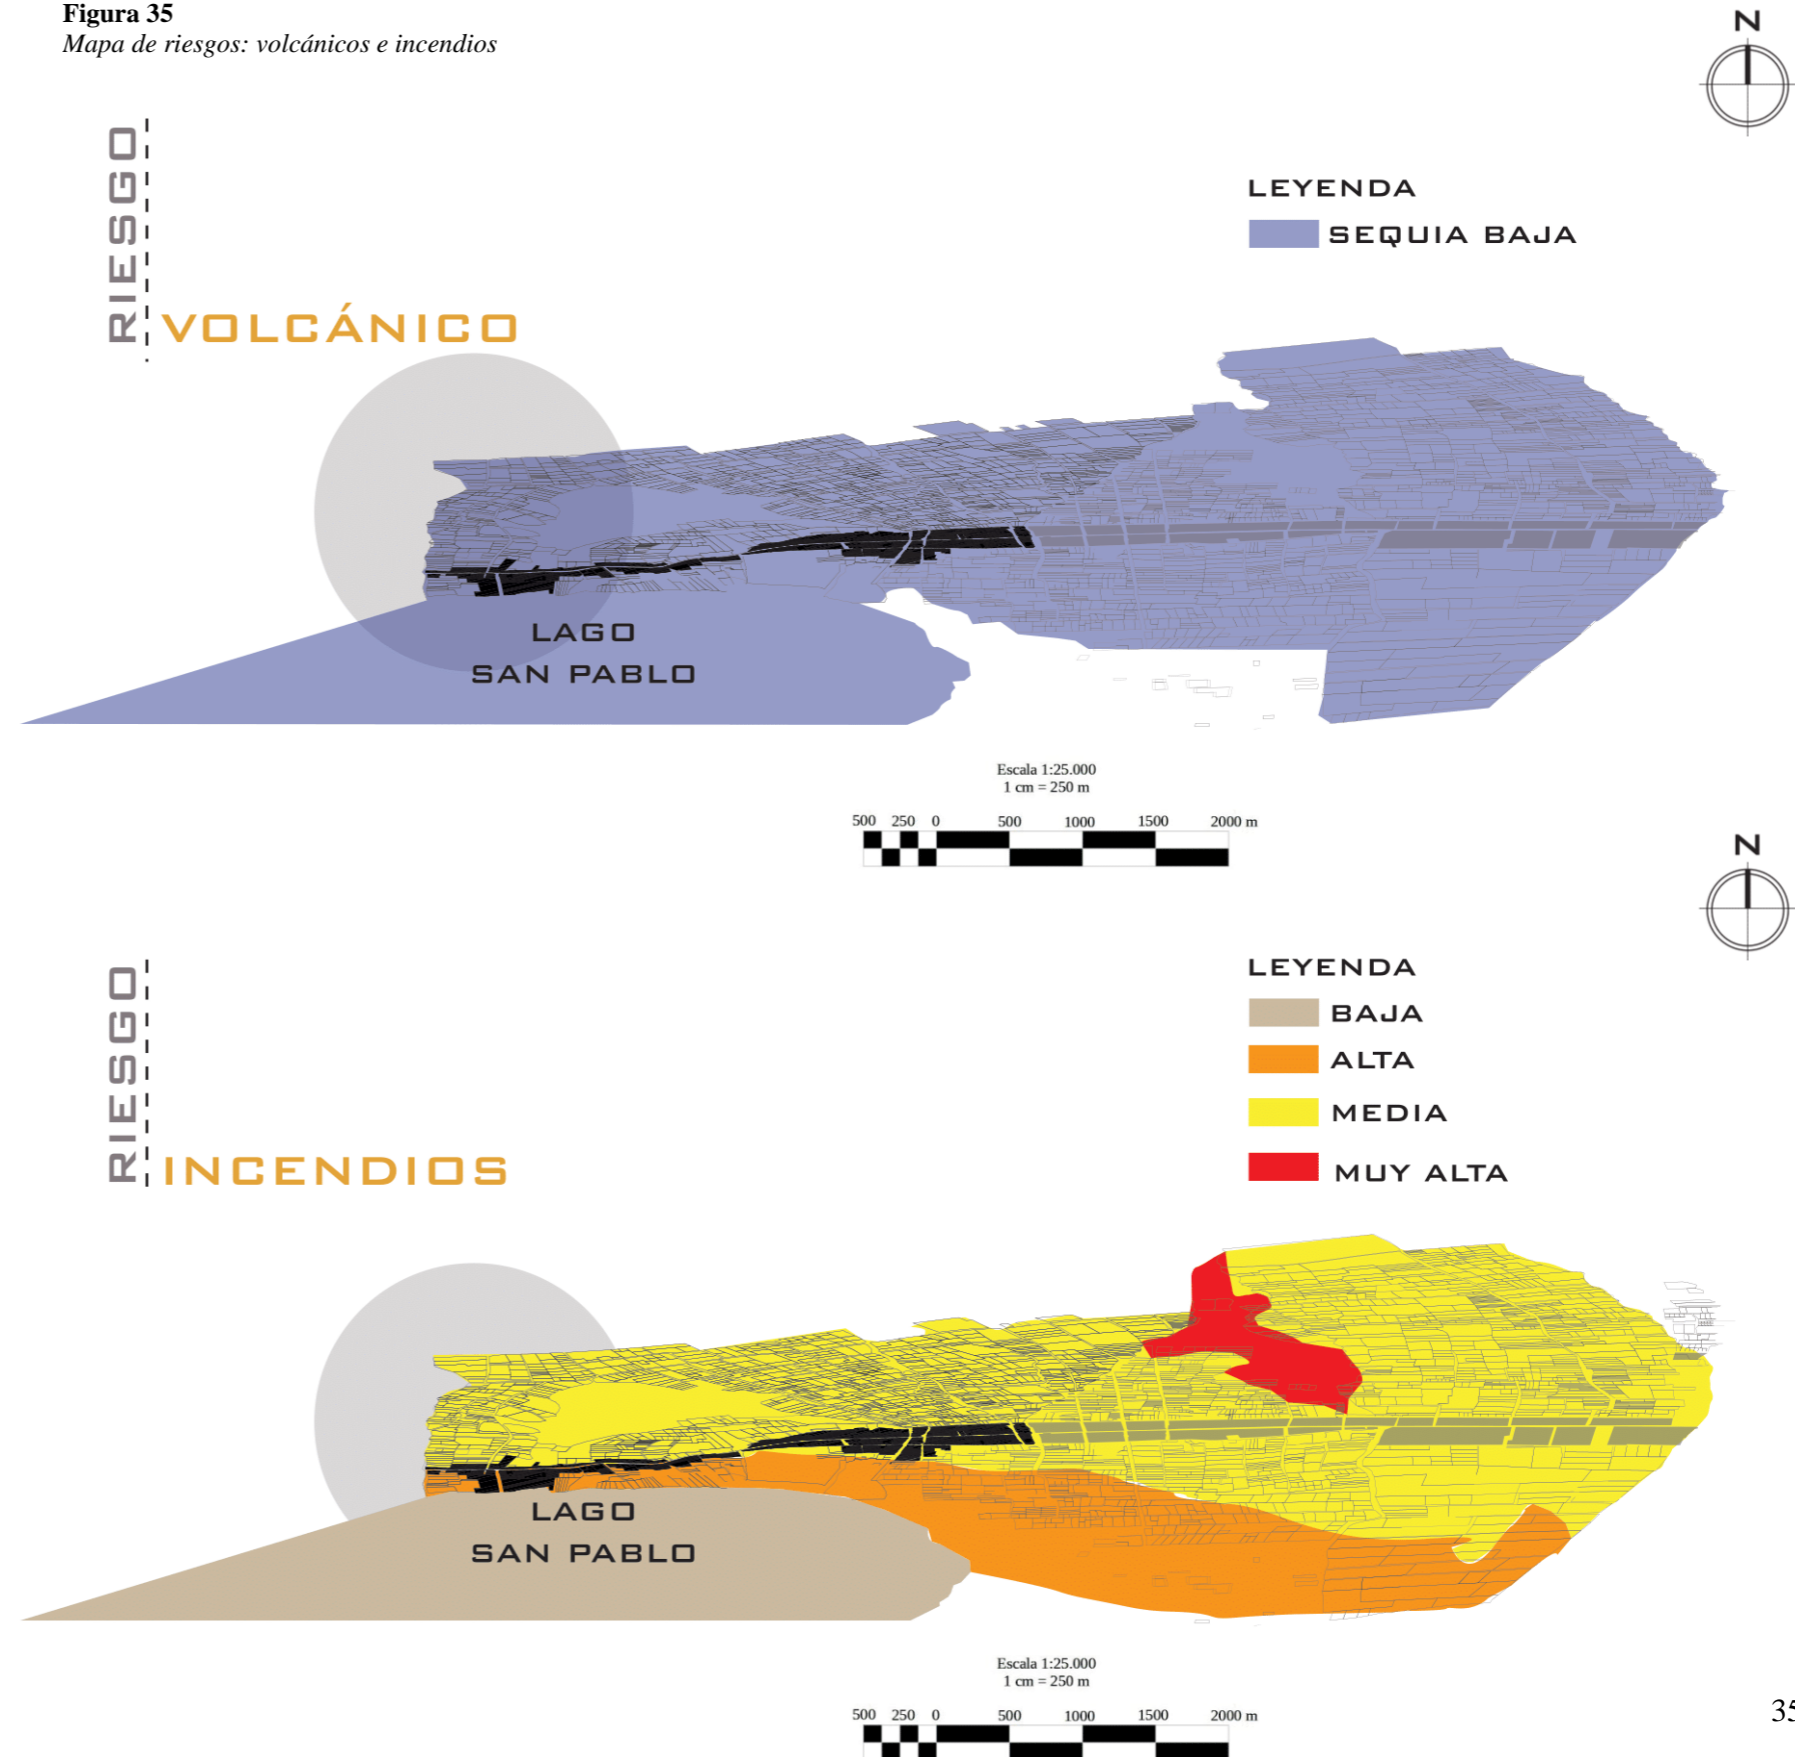 Figura 35
Mapa de riesgos: volcánicos e incendios
N
RIESGO
VOLCÁNICO
LEYENDA
SEQUIA BAJA
LAGO
SAN PABLO
Escala 1:25.000
1 cm = 250 m
500 250 0 500 1000 1500 2000 m
N
RIESGO
INCENDIOS
LEYENDA
BAJA
ALTA
MEDIA
MUY ALTA
LAGO
SAN PABLO
Escala 1:25.000
1 cm = 250 m
35
500 250 0 500 1000 1500 2000 m